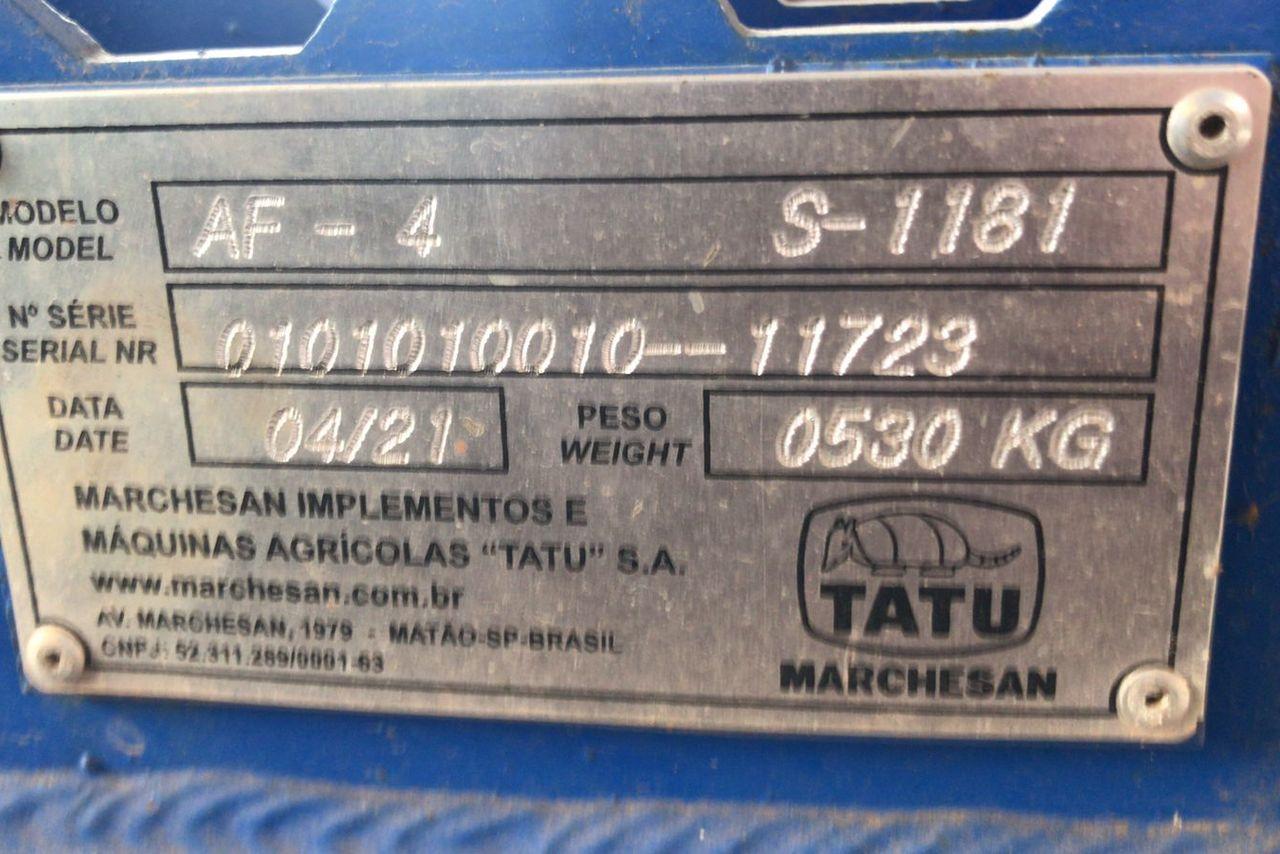 MODELO AF - 4 S-1181
MODEL
Nº SÉRIE 0101010010--11723
SERIAL NR
DATA 04/21 PESO 0530 KG
DATE WEIGHT
MARCHESAN IMPLEMENTOS E
MÁQUINAS AGRÍCOLAS “TATU” S.A.
www.marchesan.com.br
AV. MARCHESAN, 1979 - MATÃO-SP-BRASIL
CNPJ: 52.311.289/0001-63
TATU
MARCHESAN